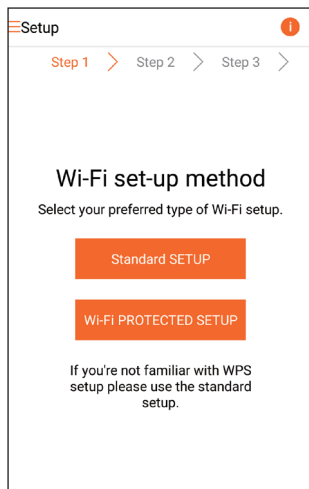 Setup
Step 1 Step 2 Step 3
Wi-Fi set-up method
Select your preferred type of Wi-Fi setup.
Standard SETUP
Wi-Fi PROTECTED SETUP
If you're not familiar with WPS
setup please use the standard
setup.